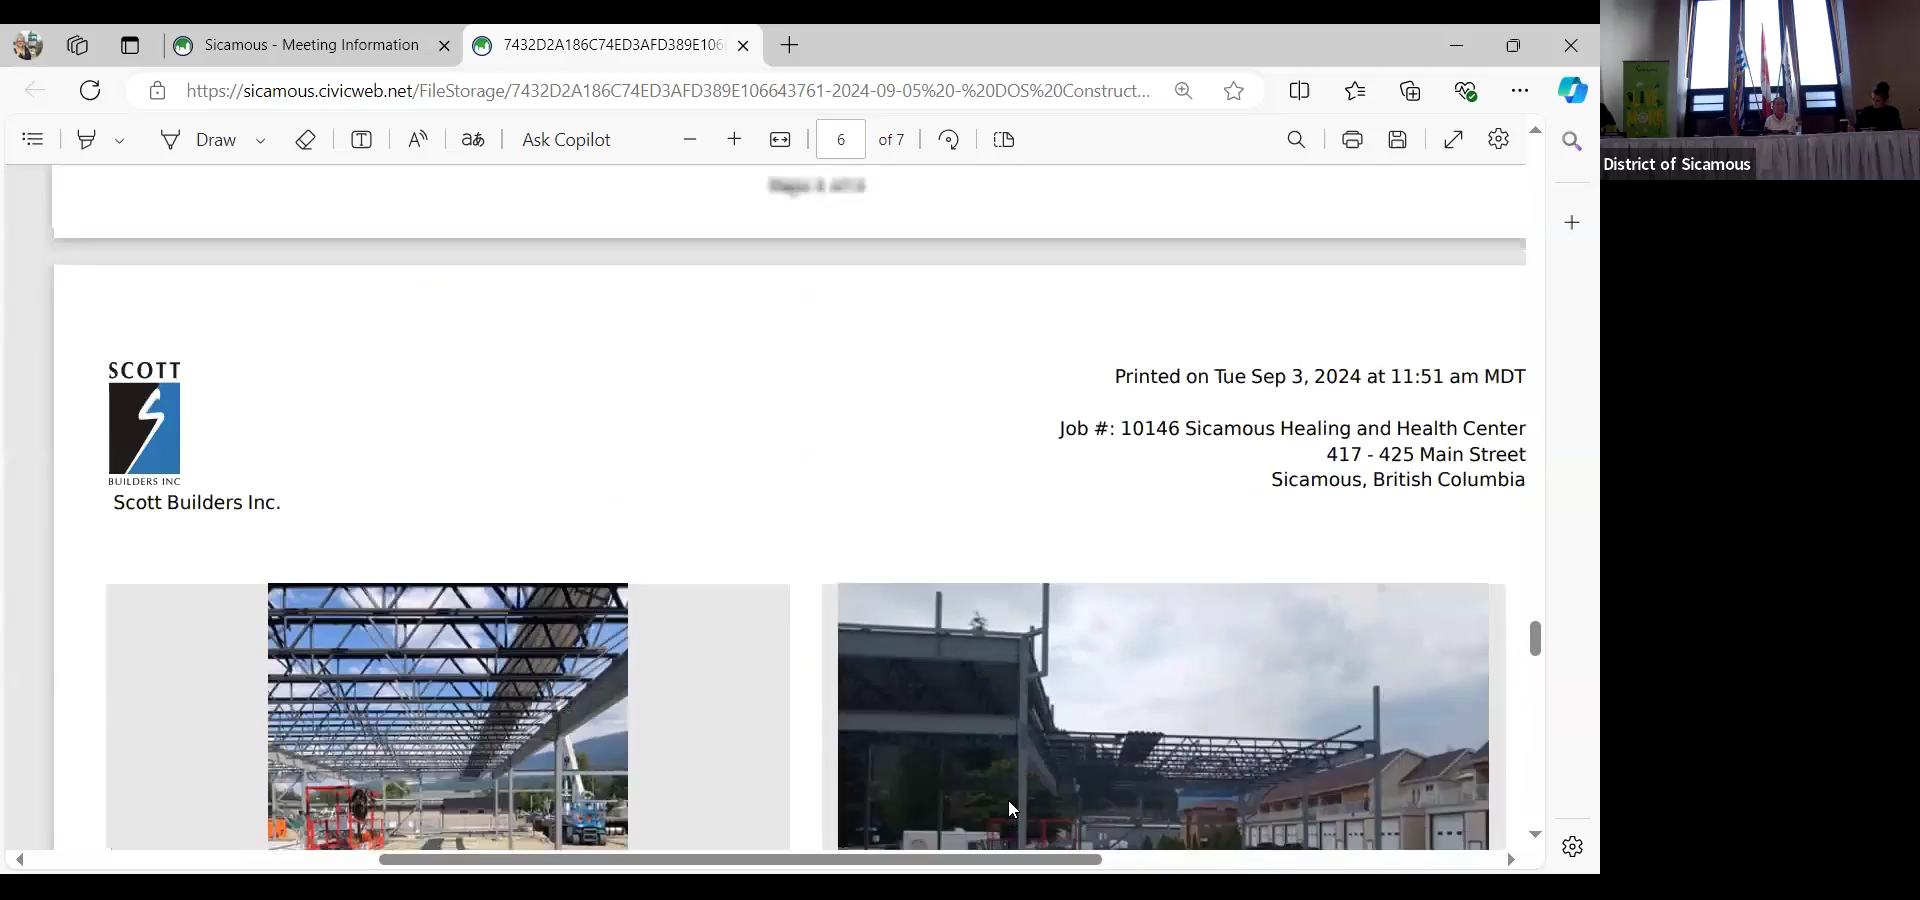 Sicamous - Meeting Information
7432D2A186C74ED3AFD389E106
https://sicamous.civicweb.net/FileStorage/7432D2A186C74ED3AFD389E106643761-2024-09-05%20-%20DOS%20Construct...
Draw
aあ
Ask Copilot
6 of 7
District of Sicamous
SCOTT
BUILDERS INC
Scott Builders Inc.
Printed on Tue Sep 3, 2024 at 11:51 am MDT
Job #: 10146 Sicamous Healing and Health Center
417 - 425 Main Street
Sicamous, British Columbia